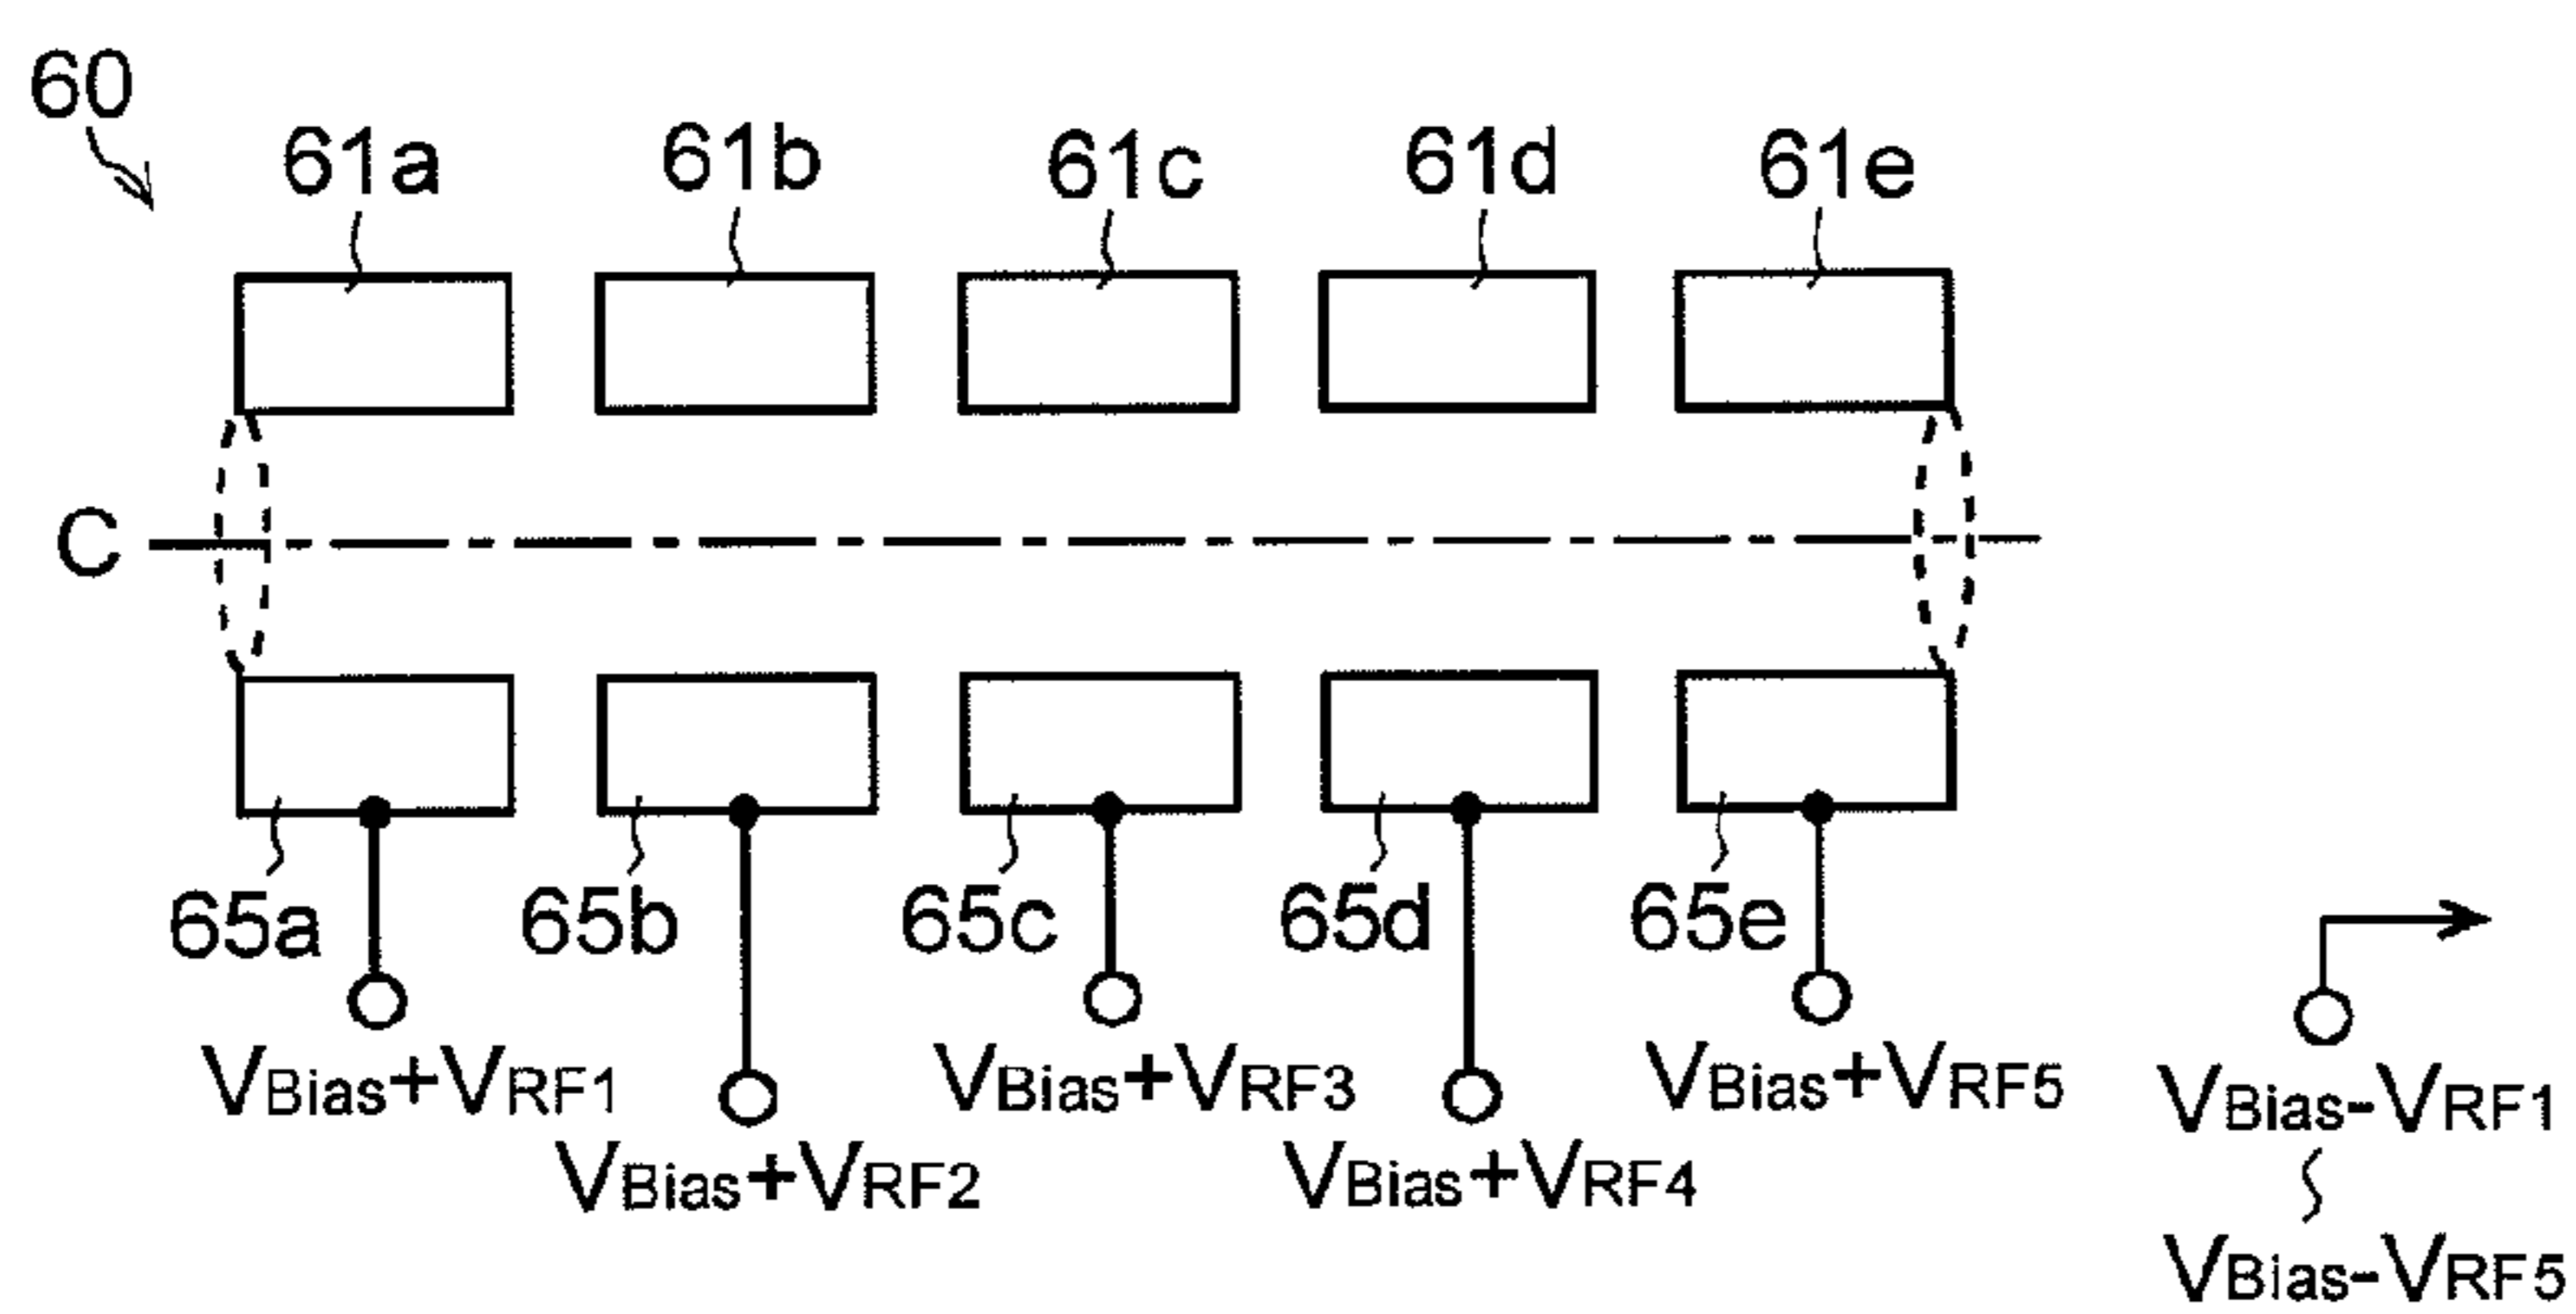 60
61a 61b 61c 61d 61e
C
65a 65b 65c 65d 65e
VBias+VRF1 VBias+VRF3 VBias+VRF5
VBias+VRF2 VBias+VRF4
VBias-VRF1
VBias-VRF5